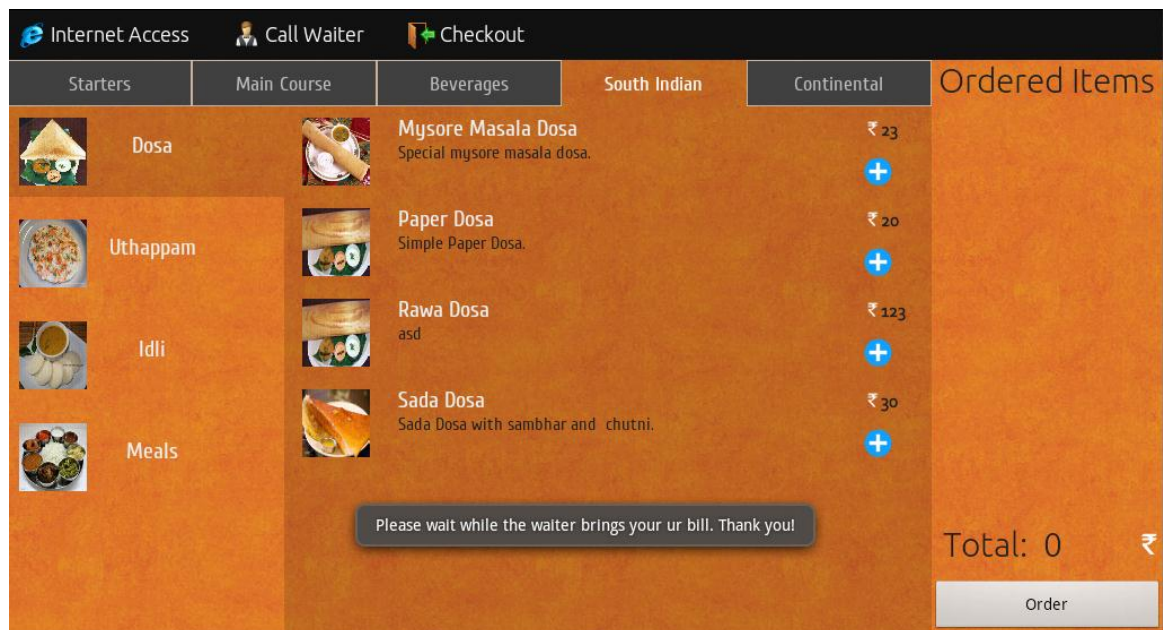 Internet Access Call Waiter Checkout
Starters Main Course Beverages South Indian Continental
Ordered Items
Dosa
Uthappam
Idli
Meals
Mysore Masala Dosa ₹ 23
Special mysore masala dosa.
Paper Dosa ₹ 20
Simple Paper Dosa.
Rawa Dosa ₹ 123
asd
Sada Dosa ₹ 30
Sada Dosa with sambhar and chutni.
Please wait while the waiter brings your ur bill. Thank you!
Total: 0 ₹
Order